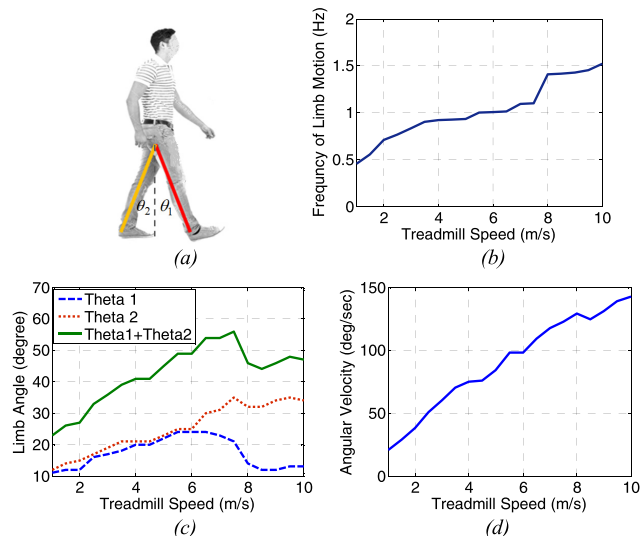 θ2 θ1
(a)
Frequncy of Limb Motion (Hz)
2
1.5
1
0.5
0
2 4 6 8 10
Treadmill Speed (m/s)
(b)
Limb Angle (degree)
70
60
50
40
30
20
10
Theta 1
Theta 2
Theta1+Theta2
2 4 6 8 10
Treadmill Speed (m/s)
(c)
Angular Velocity (deg/sec)
150
100
50
0
2 4 6 8 10
Treadmill Speed (m/s)
(d)